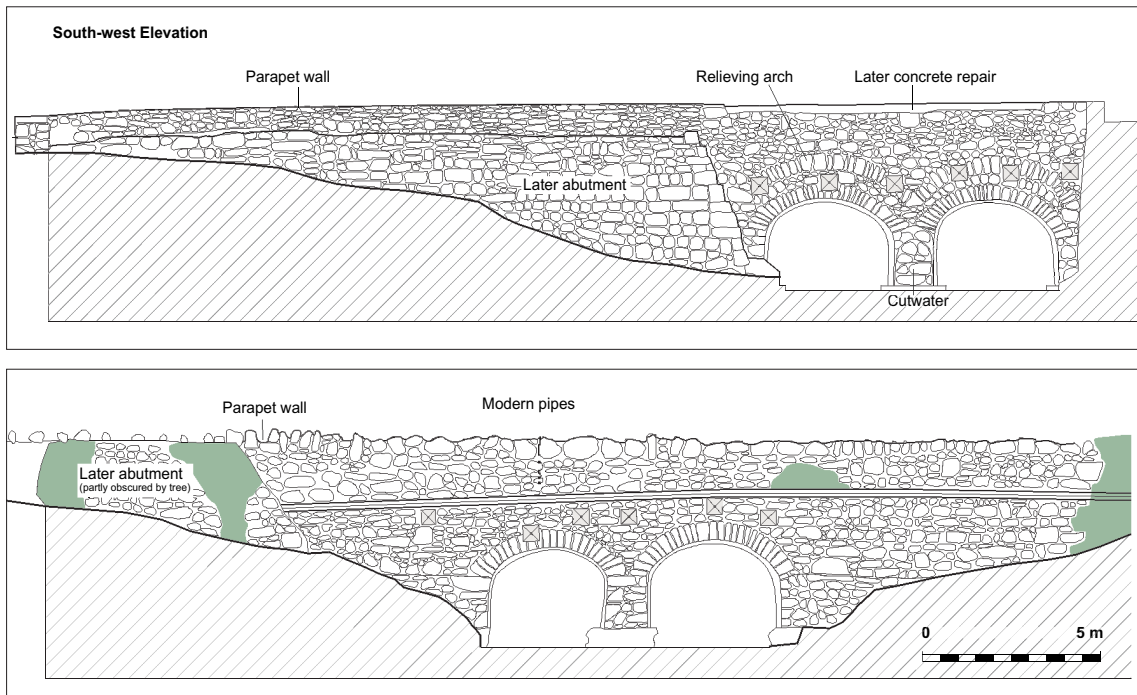 South-west Elevation
Parapet wall
Relieving arch
Later concrete repair
Later abutment
Cutwater
Parapet wall
Modern pipes
Later abutment
(partly obscured by tree)
0
5 m